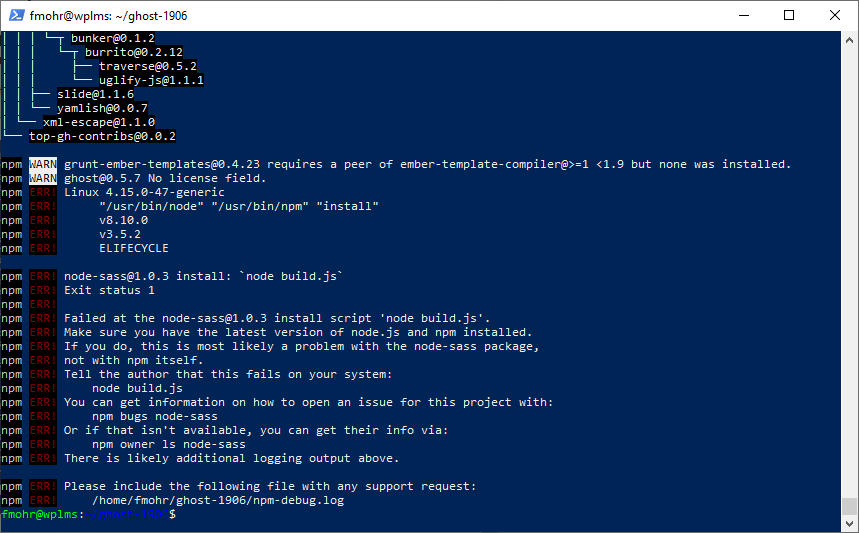 fmohr@wplms: ~/ghost-1906
│ │ │ └─┬ bunker@0.1.2
│ │ │   └─┬ burrito@0.2.12
│ │ │     ├── traverse@0.5.2
│ │ │     └── uglify-js@1.1.1
│ │ ├── slide@1.1.6
│ │ └── yamlish@0.0.7
│ └── xml-escape@1.1.0
└── top-gh-contribs@0.0.2
npm WARN grunt-ember-templates@0.4.23 requires a peer of ember-template-compiler@>=1 <1.9 but none was installed.
npm WARN ghost@0.5.7 No license field.
npm ERR! Linux 4.15.0-47-generic
npm ERR!      "/usr/bin/node" "/usr/bin/npm" "install"
npm ERR!      v8.10.0
npm ERR!      v3.5.2
npm ERR!      ELIFECYCLE
npm ERR! node-sass@1.0.3 install: `node build.js`
npm ERR! Exit status 1
npm ERR!
npm ERR! Failed at the node-sass@1.0.3 install script 'node build.js'.
npm ERR! Make sure you have the latest version of node.js and npm installed.
npm ERR! If you do, this is most likely a problem with the node-sass package,
npm ERR! not with npm itself.
npm ERR! Tell the author that this fails on your system:
npm ERR!     node build.js
npm ERR! You can get information on how to open an issue for this project with:
npm ERR!     npm bugs node-sass
npm ERR! Or if that isn't available, you can get their info via:
npm ERR!     npm owner ls node-sass
npm ERR! There is likely additional logging output above.
npm ERR! Please include the following file with any support request:
npm ERR!     /home/fmohr/ghost-1906/npm-debug.log
fmohr@wplms:~/ghost-1906$